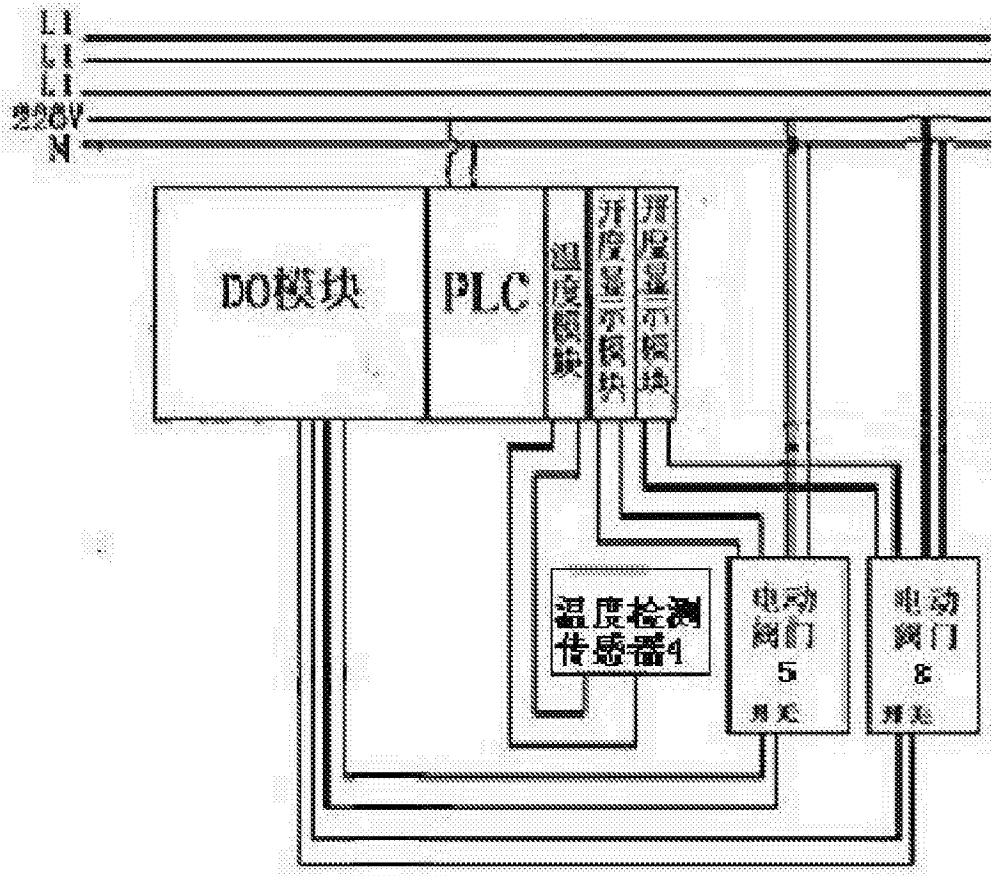 L1
L1
L1
220V
N
DO模块
PLC
温度模块
开度显示模块
开度显示模块
温度检测
传感器4
电动
阀门
5
开关
电动
阀门
8
开关